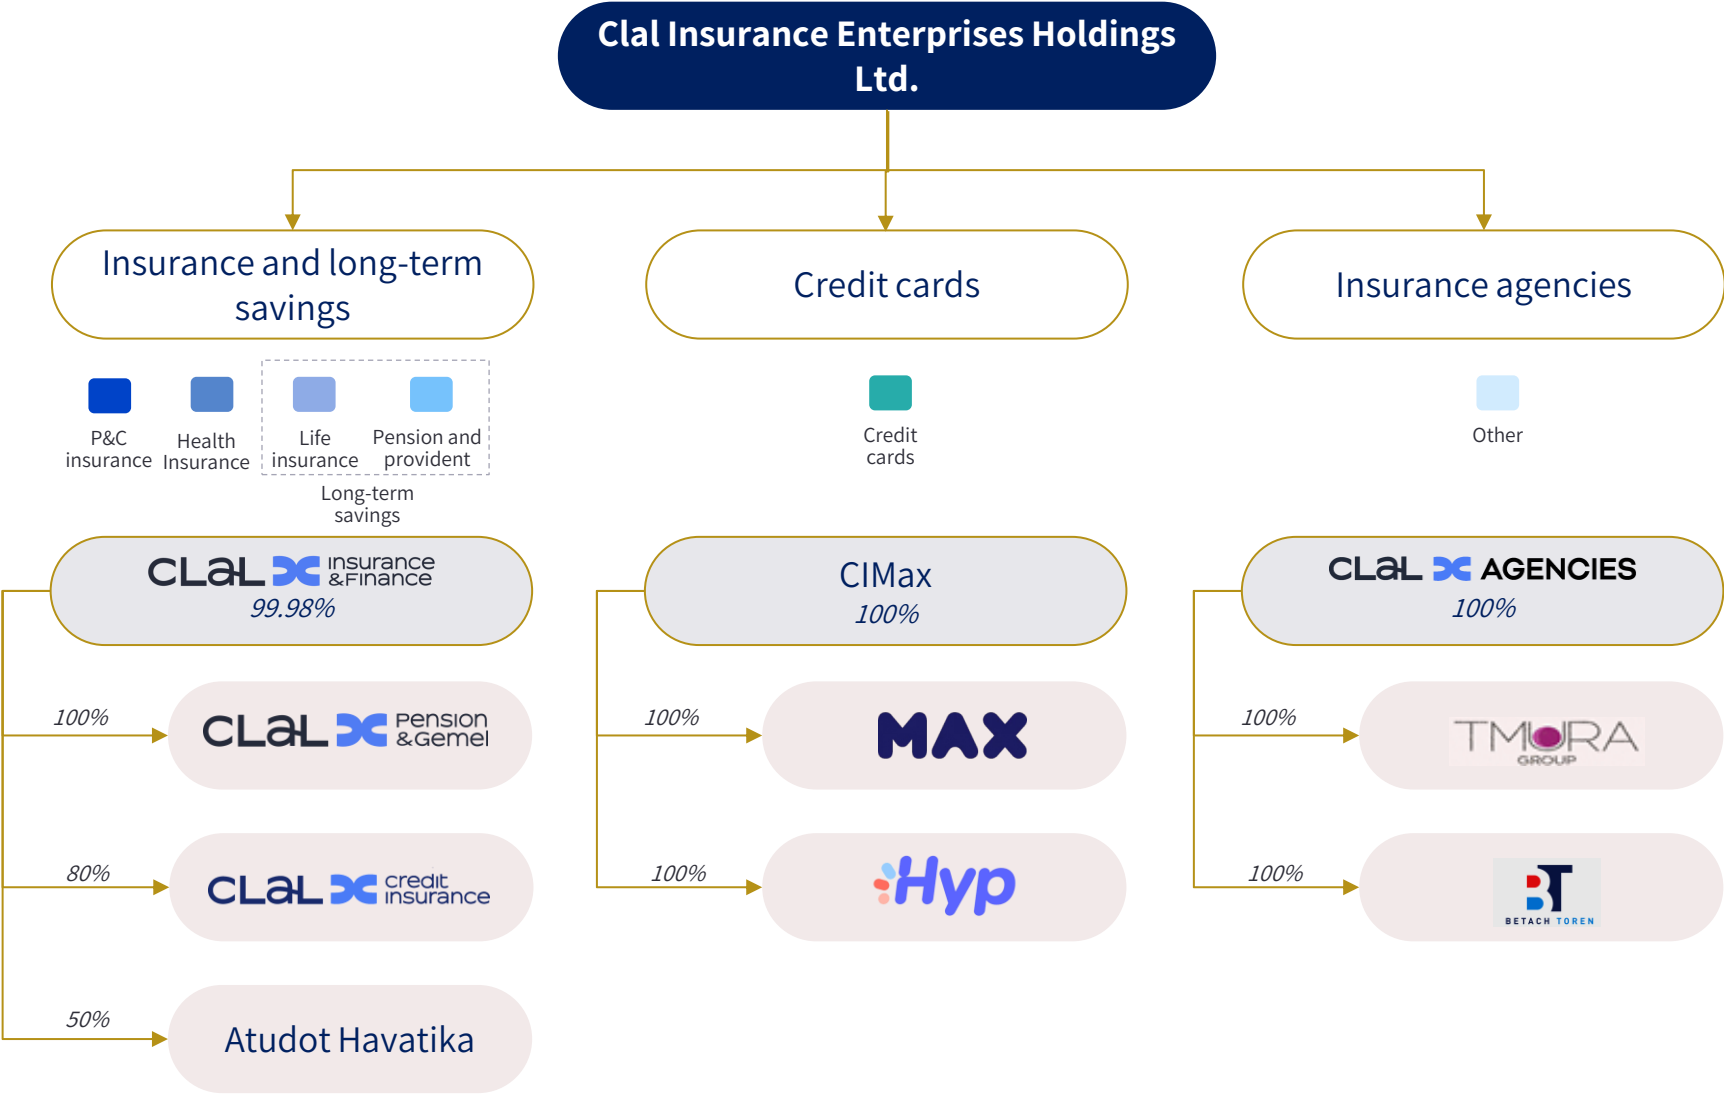 Clal Insurance Enterprises Holdings
Ltd.
Insurance and long-term
savings
Credit cards
Insurance agencies
P&C
insurance
Health
Insurance
Life
insurance
Pension and
provident
Long-term
savings
Credit
cards
Other
CLAL Insurance
&Finance
99.98%
CIMax
100%
CLAL AGENCIES
100%
100%
CLAL Pension
&Gemel
100%
MAX
100%
TMURA
GROUP
80%
CLAL credit
insurance
100%
Hyp
100%
BT
BETACH TOREN
50%
Atudot Havatika